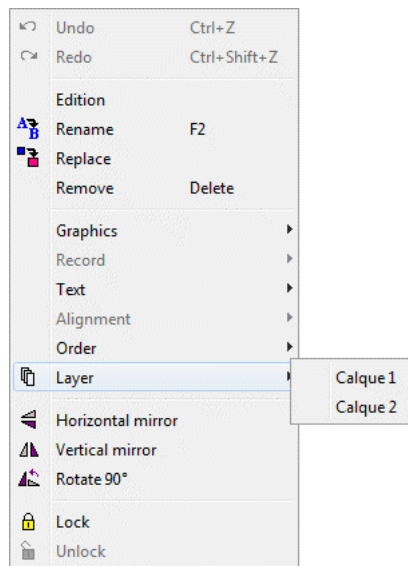 Undo Ctrl+Z
Redo Ctrl+Shift+Z
Edition
Rename F2
Replace
Remove Delete
Graphics
Record
Text
Alignment
Order
Layer
Calque 1
Calque 2
Horizontal mirror
Vertical mirror
Rotate 90°
Lock
Unlock